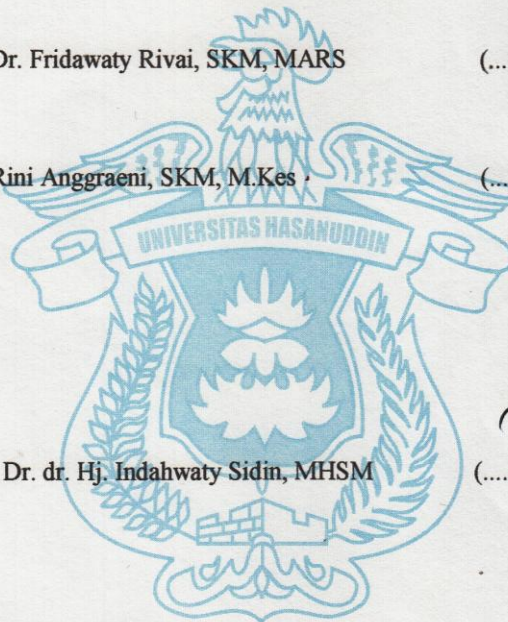 Dr. Fridawaty Rivai, SKM, MARS (...
Rini Anggraeni, SKM, M.Kes (...
UNIVERSITAS HASANUDDIN
Dr. dr. Hj. Indahwaty Sidin, MHSM (....